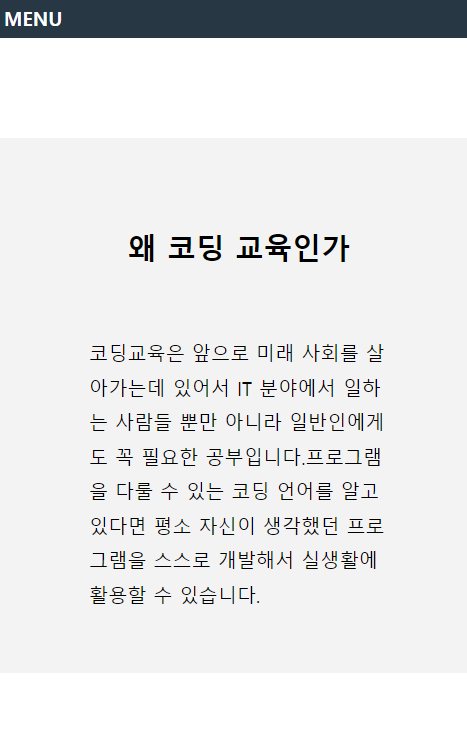 MENU
왜 코딩 교육인가
코딩교육은 앞으로 미래 사회를 살
아가는데 있어서 IT 분야에서 일하
는 사람들 뿐만 아니라 일반인에게
도 꼭 필요한 공부입니다.프로그램
을 다룰 수 있는 코딩 언어를 알고
있다면 평소 자신이 생각했던 프로
그램을 스스로 개발해서 실생활에
활용할 수 있습니다.